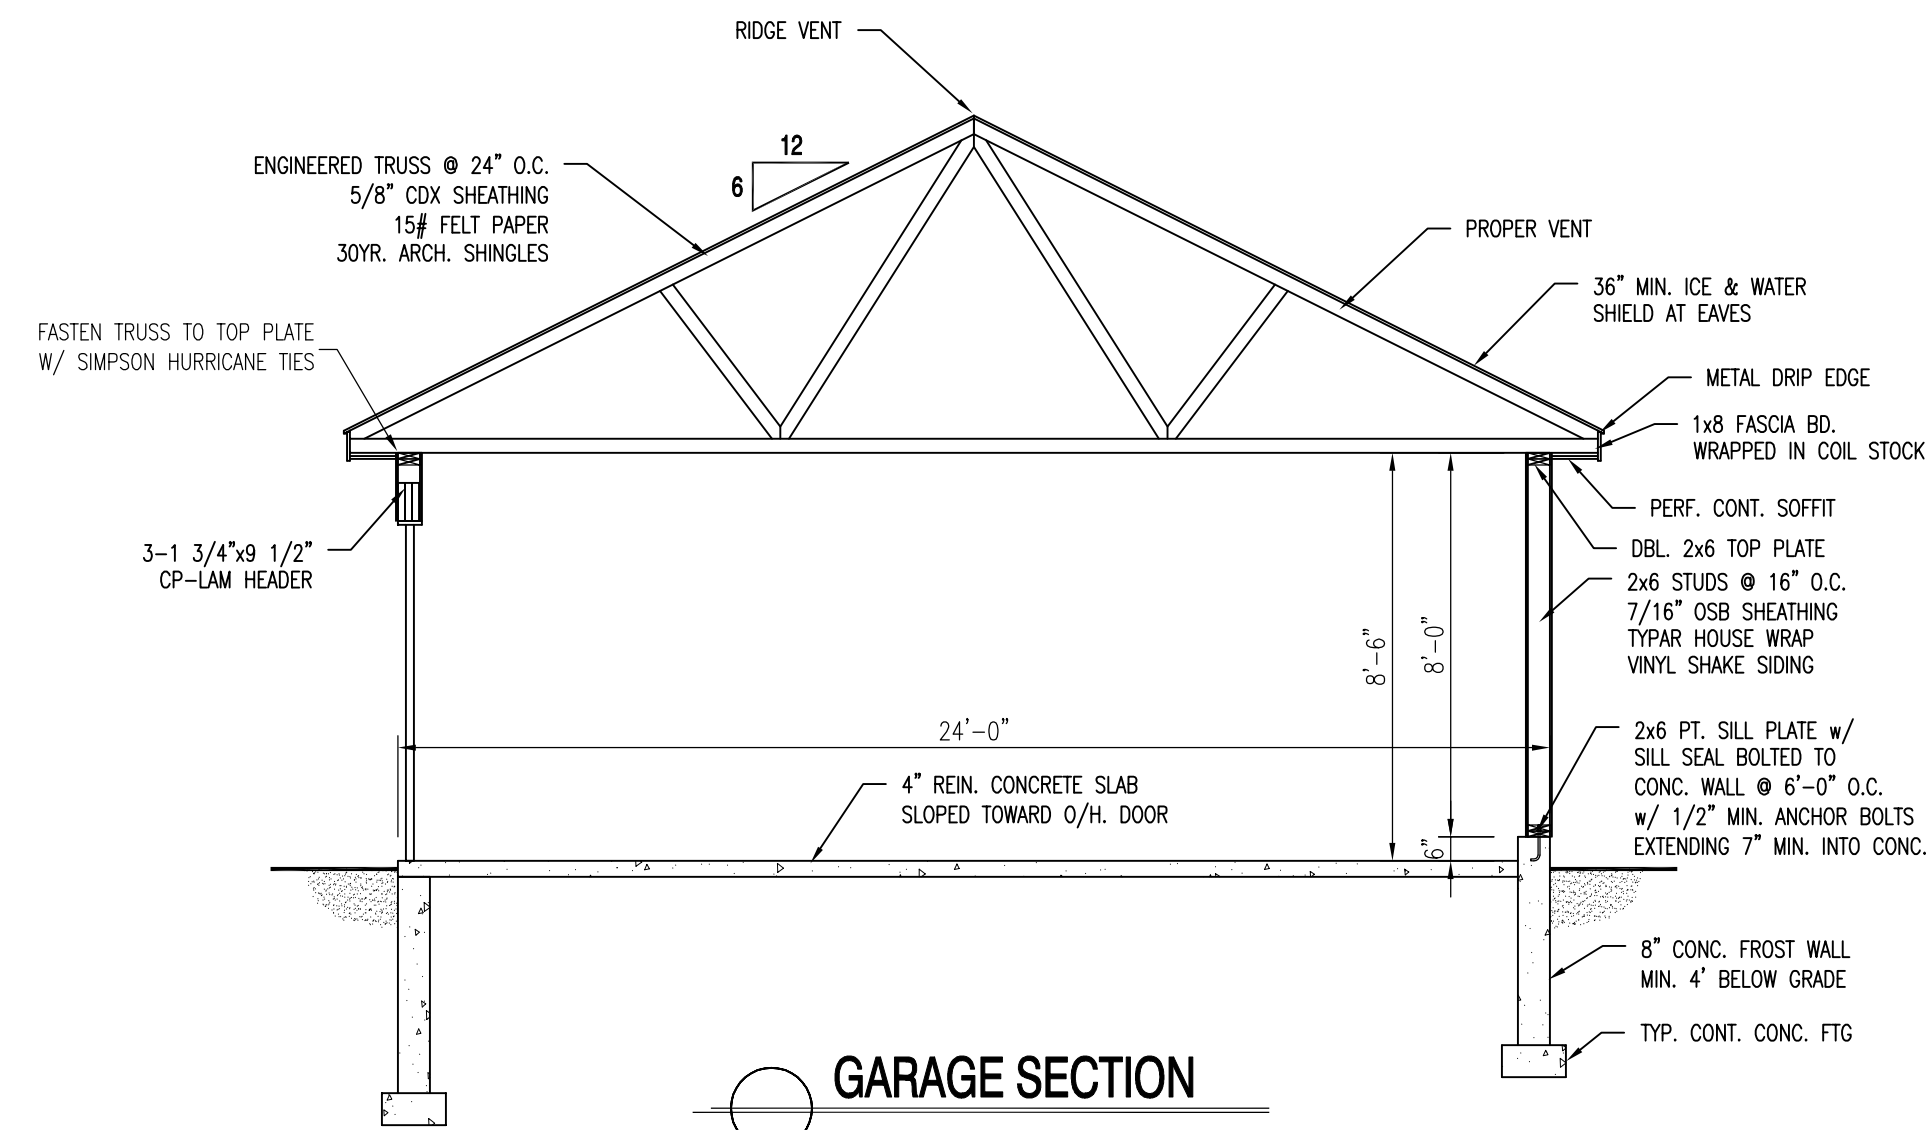 RIDGE VENT
12
6
ENGINEERED TRUSS @ 24" O.C.
5/8" CDX SHEATHING
15# FELT PAPER
30YR. ARCH. SHINGLES
PROPER VENT
36" MIN. ICE & WATER
SHIELD AT EAVES
FASTEN TRUSS TO TOP PLATE
W/ SIMPSON HURRICANE TIES
METAL DRIP EDGE
1x8 FASCIA BD.
WRAPPED IN COIL STOCK
PERF. CONT. SOFFIT
3-1 3/4"x9 1/2"
CP-LAM HEADER
DBL. 2x6 TOP PLATE
2x6 STUDS @ 16" O.C.
7/16" OSB SHEATHING
TYPAR HOUSE WRAP
VINYL SHAKE SIDING
8'-6"
8'-0"
24'-0"
6"
4" REIN. CONCRETE SLAB
SLOPED TOWARD O/H. DOOR
2x6 PT. SILL PLATE w/
SILL SEAL BOLTED TO
CONC. WALL @ 6'-0" O.C.
w/ 1/2" MIN. ANCHOR BOLTS
EXTENDING 7" MIN. INTO CONC.
8" CONC. FROST WALL
MIN. 4' BELOW GRADE
TYP. CONT. CONC. FTG
GARAGE SECTION